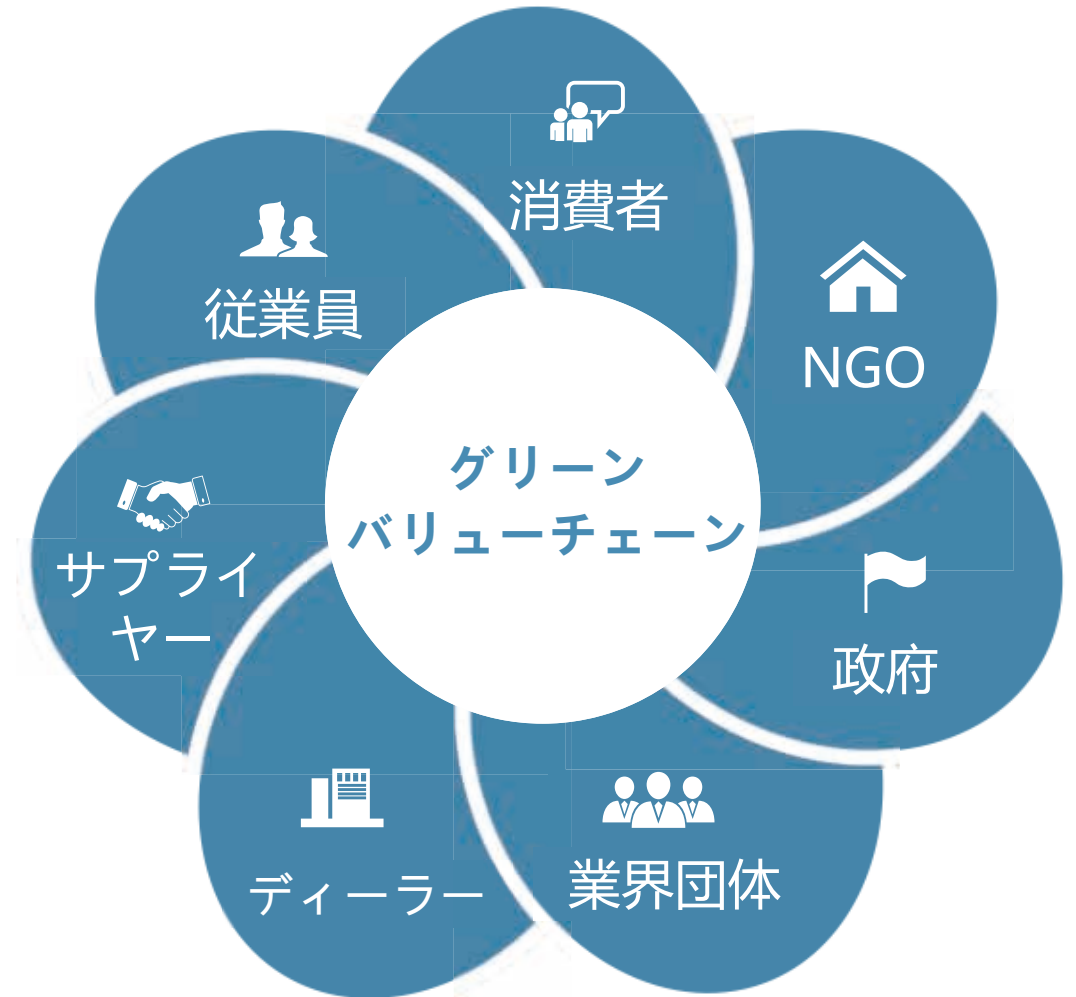 消費者
従業員
NGO
グリーン
バリューチェーン
サプライ
ヤー
政府
ディーラー
業界団体